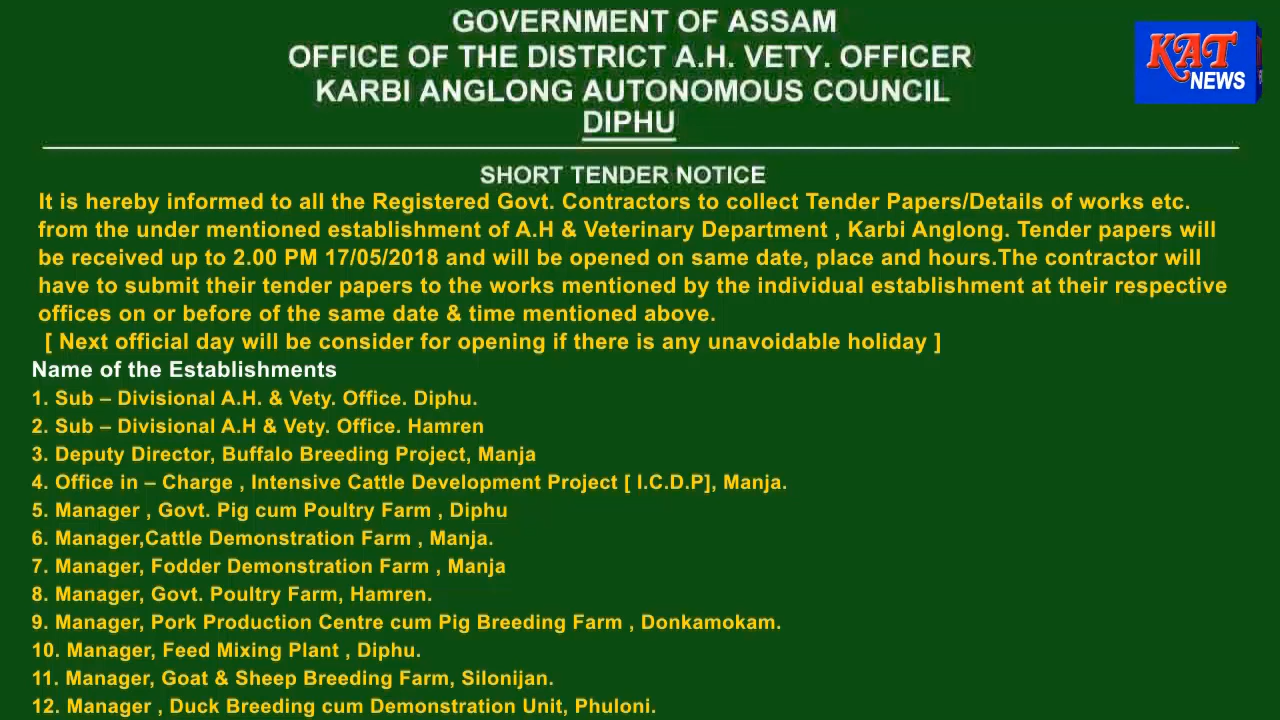 GOVERNMENT OF ASSAM
OFFICE OF THE DISTRICT A.H. VETY. OFFICER
KARBI ANGLONG AUTONOMOUS COUNCIL
DIPHU
KAT
NEWS
SHORT TENDER NOTICE
It is hereby informed to all the Registered Govt. Contractors to collect Tender Papers/Details of works etc.
from the under mentioned establishment of A.H & Veterinary Department , Karbi Anglong. Tender papers will
be received up to 2.00 PM 17/05/2018 and will be opened on same date, place and hours.The contractor will
have to submit their tender papers to the works mentioned by the individual establishment at their respective
offices on or before of the same date & time mentioned above.
[ Next official day will be consider for opening if there is any unavoidable holiday ]
Name of the Establishments
1. Sub – Divisional A.H. & Vety. Office. Diphu.
2. Sub – Divisional A.H & Vety. Office. Hamren
3. Deputy Director, Buffalo Breeding Project, Manja
4. Office in – Charge , Intensive Cattle Development Project [ I.C.D.P], Manja.
5. Manager , Govt. Pig cum Poultry Farm , Diphu
6. Manager,Cattle Demonstration Farm , Manja.
7. Manager, Fodder Demonstration Farm , Manja
8. Manager, Govt. Poultry Farm, Hamren.
9. Manager, Pork Production Centre cum Pig Breeding Farm , Donkamokam.
10. Manager, Feed Mixing Plant , Diphu.
11. Manager, Goat & Sheep Breeding Farm, Silonijan.
12. Manager , Duck Breeding cum Demonstration Unit, Phuloni.